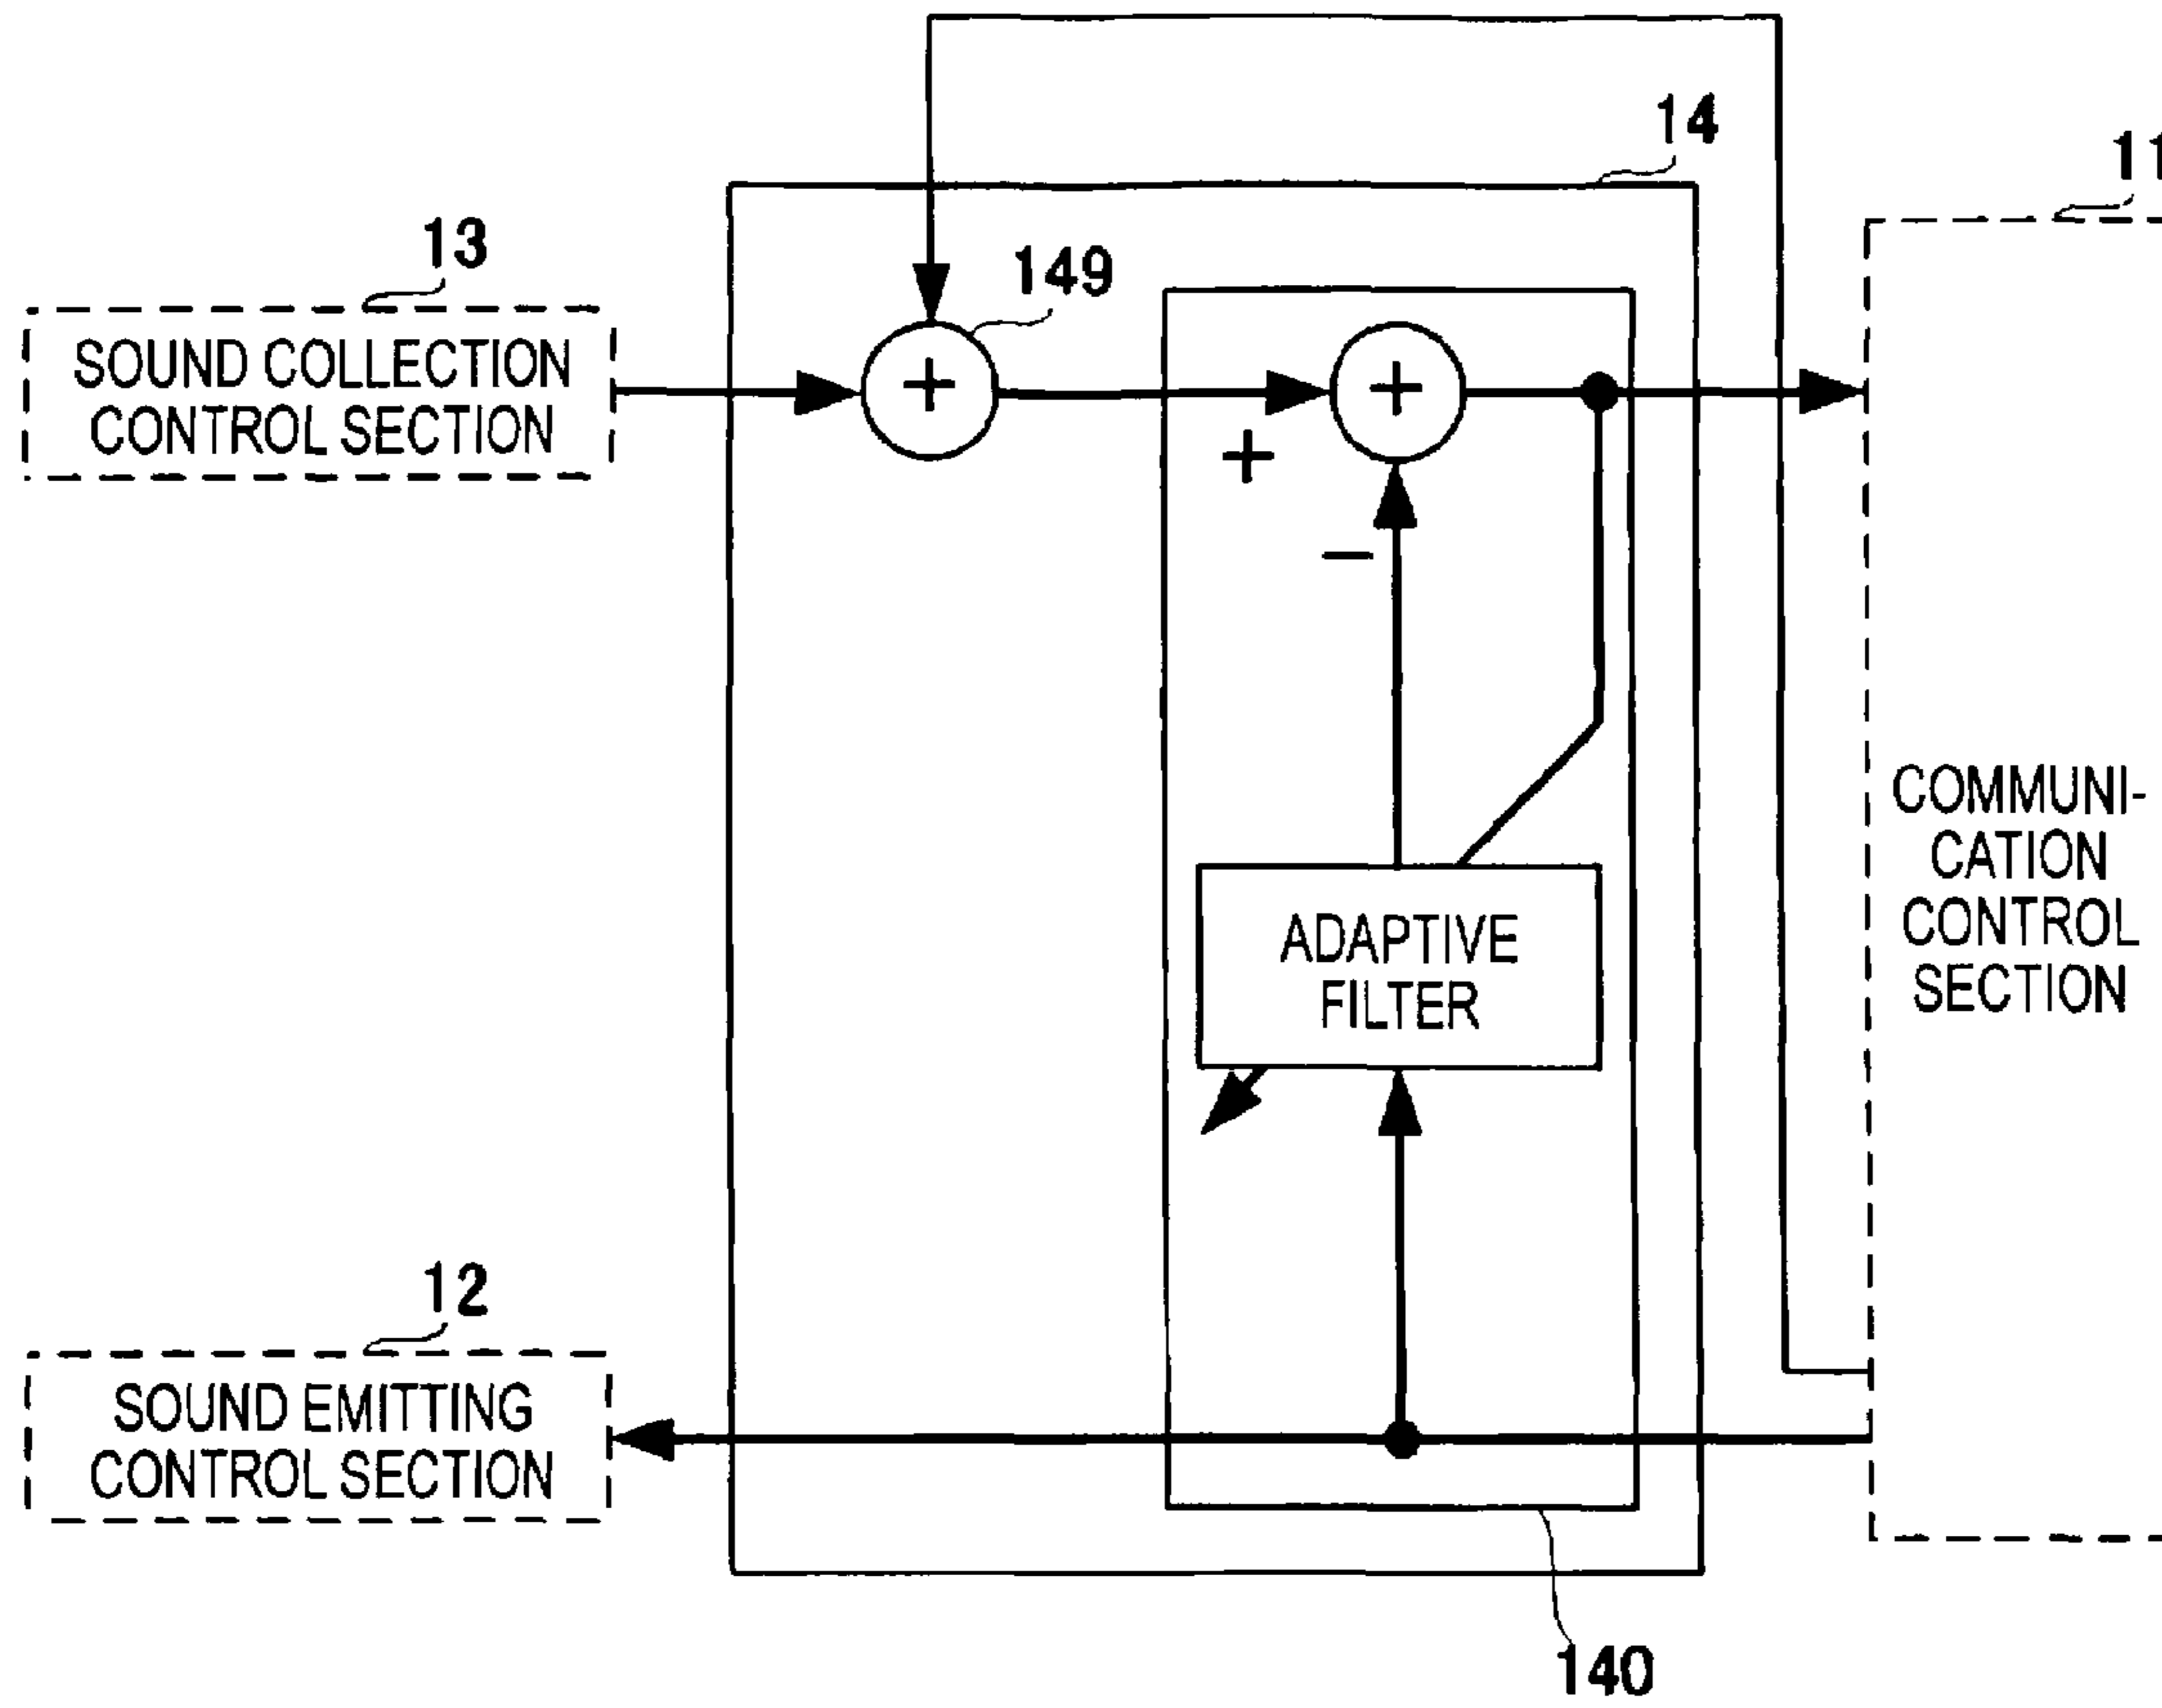 14
11
13
149
SOUND COLLECTION
CONTROL SECTION
+
+
+
−
COMMUNI-
CATION
CONTROL
SECTION
ADAPTIVE
FILTER
12
SOUND EMITTING
CONTROL SECTION
140